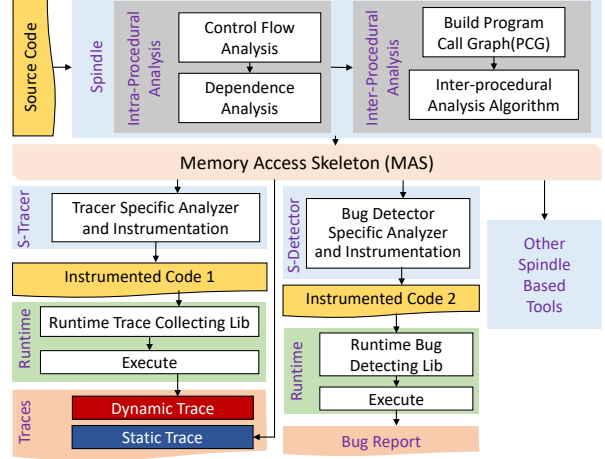 Source Code
Spindle
Intra-Procedural
Analysis
Control Flow
Analysis
Dependence
Analysis
Inter-Procedural
Analysis
Build Program
Call Graph(PCG)
Inter-procedural
Analysis Algorithm
Memory Access Skeleton (MAS)
S-Tracer
Tracer Specific Analyzer
and Instrumentation
Instrumented Code 1
Runtime
Runtime Trace Collecting Lib
Execute
Traces
Dynamic Trace
Static Trace
S-Detector
Bug Detector
Specific Analyzer
and Instrumentation
Instrumented Code 2
Runtime
Runtime Bug
Detecting Lib
Execute
Bug Report
Other
Spindle
Based
Tools